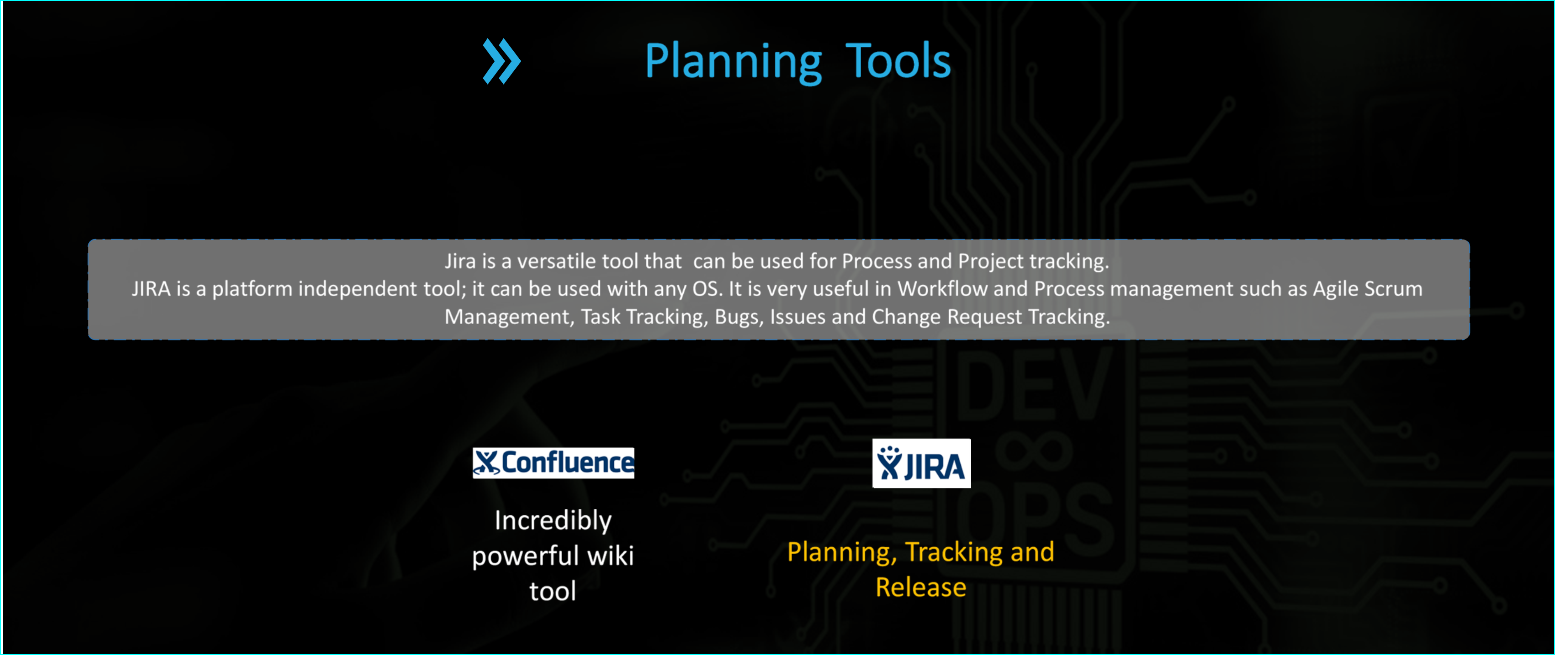 Planning Tools
Jira is a versatile tool that can be used for Process and Project tracking.
JIRA is a platform independent tool; it can be used with any OS. It is very useful in Workflow and Process management such as Agile Scrum
Management, Task Tracking, Bugs, Issues and Change Request Tracking.
DEV
OPS
Confluence
JIRA
Incredibly
powerful wiki
tool
Planning, Tracking and
Release